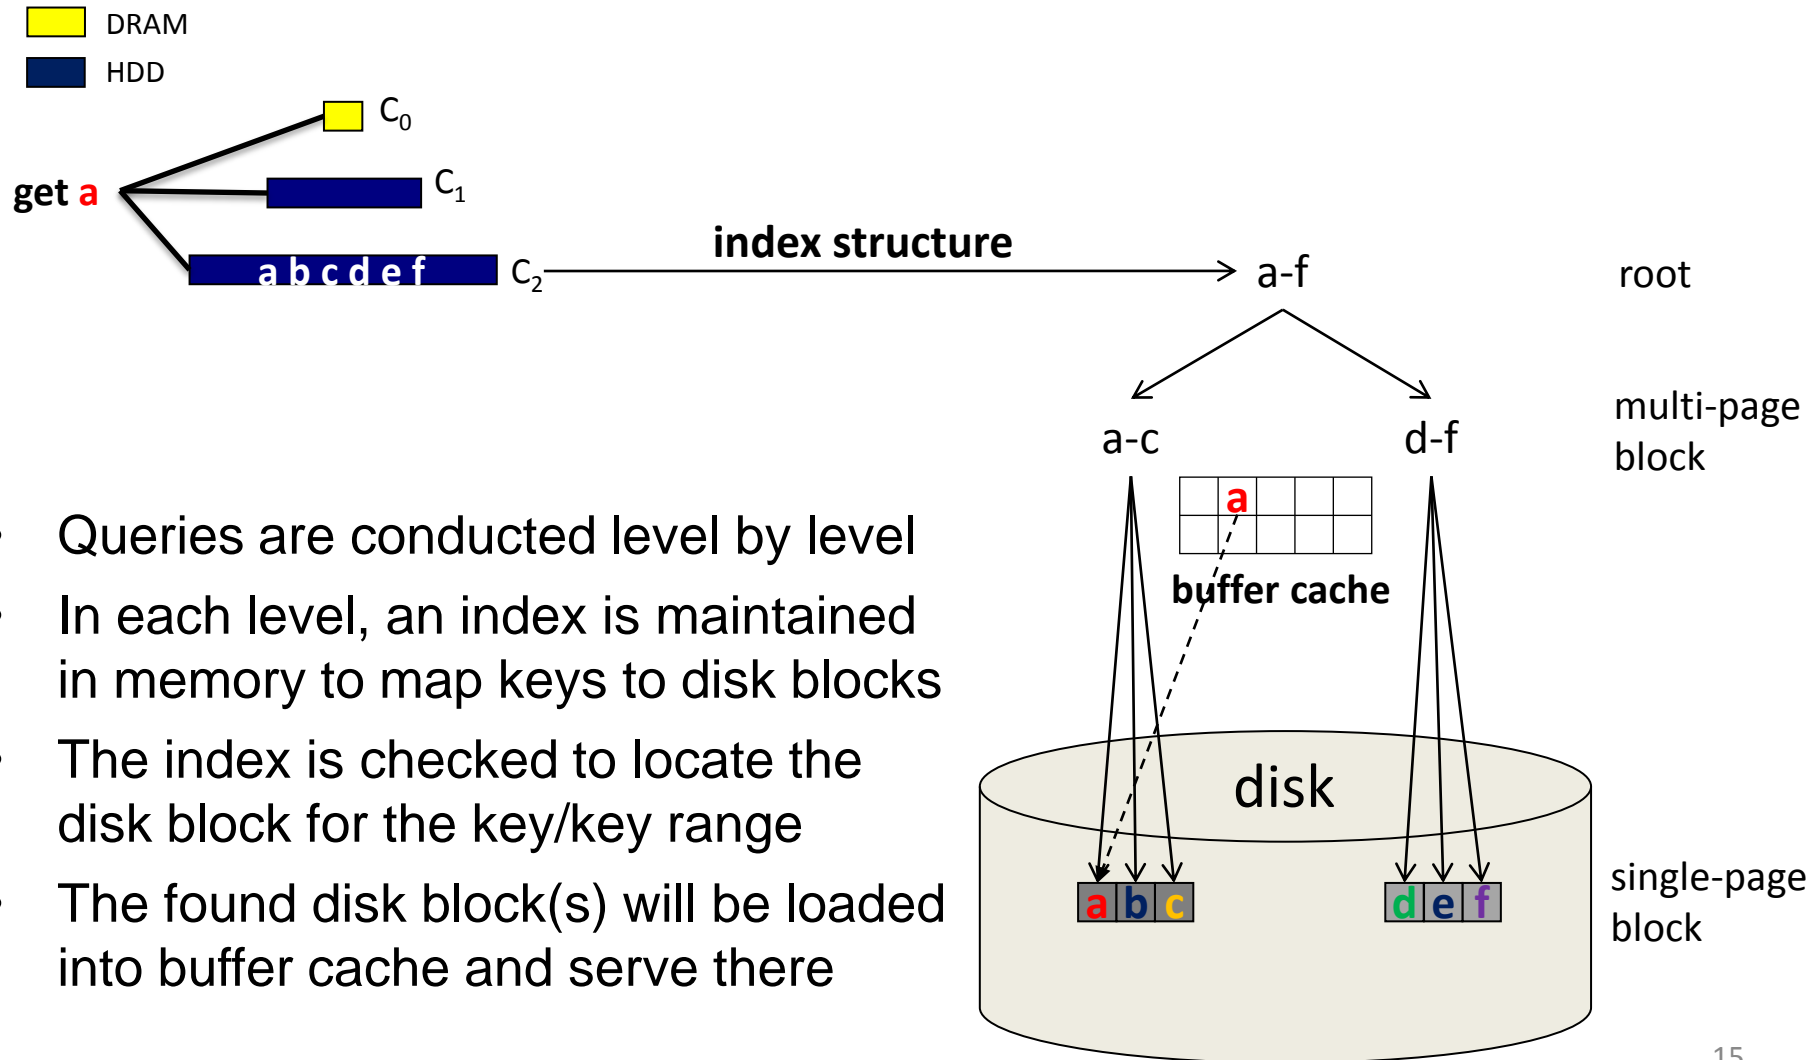 DRAM
HDD
C₀
get a
C₁
a b c d e f
C₂
index structure
a-f
root
a-c
d-f
multi-page
block
a
buffer cache
• Queries are conducted level by level
• In each level, an index is maintained
in memory to map keys to disk blocks
• The index is checked to locate the
disk block for the key/key range
• The found disk block(s) will be loaded
into buffer cache and serve there
disk
a b c
d e f
single-page
block
15